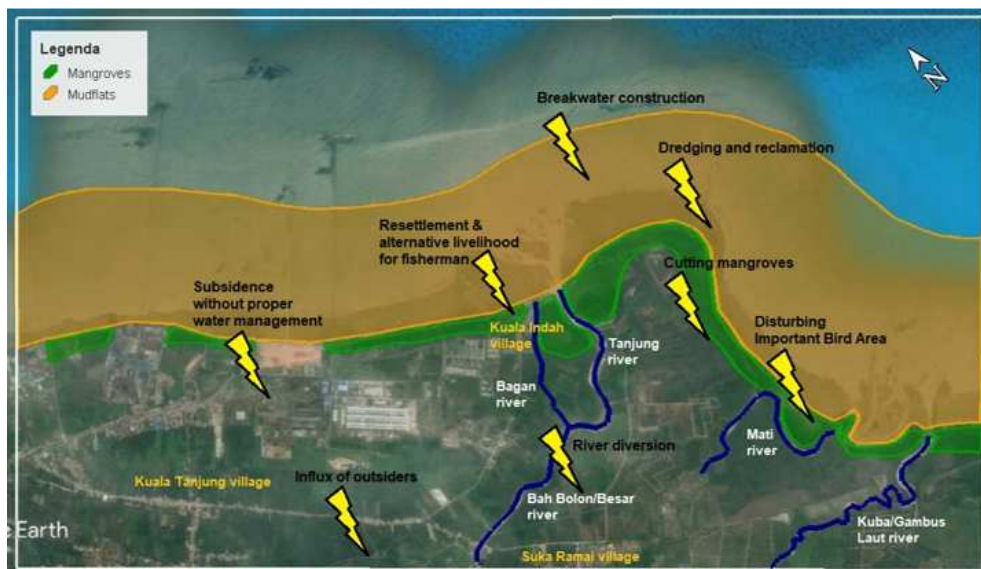 Legenda
Mangroves
Mudflats
N
Breakwater construction
Dredging and reclamation
Resettlement &
alternative livelihood
for fisherman
Cutting mangroves
Subsidence
without proper
water management
Kuala Indah
village
Tanjung
river
Disturbing
Important Bird Area
Bagan
river
River diversion
Mati
river
Kuala Tanjung village
Influx of outsiders
Bah Bolon/Besar
river
Kuba/Gambus
Laut river
Suka Ramai village
e Earth